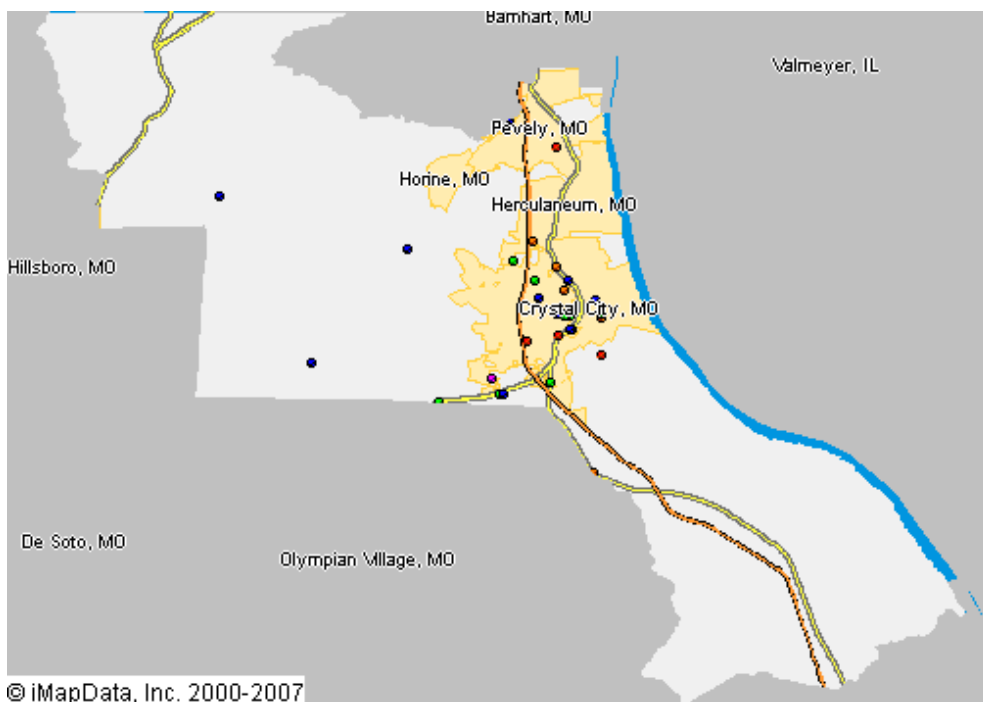 Barnhart, MO
Valmeyer, IL
Pevely, MO
Horine, MO
Herculaneum, MO
Hillsboro, MO
Crystal City, MO
De Soto, MO
Olympian Village, MO
© iMapData, Inc. 2000-2007